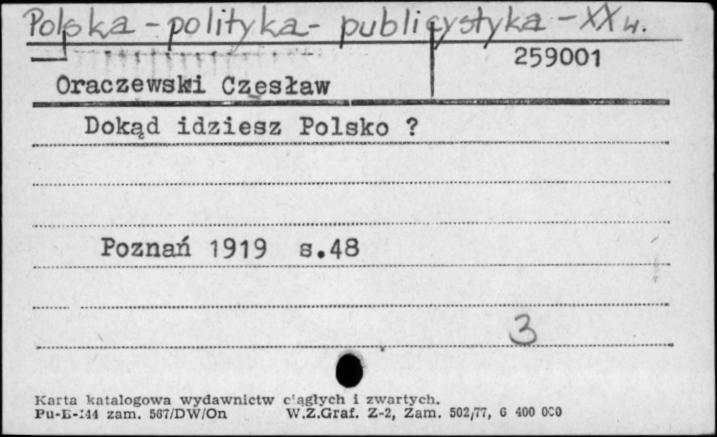 Polska - polityka - publicystyka - XX w.
259001
Oraczewski Czesław
Dokąd idziesz Polsko ?
Poznań 1919 s.48
3
Karta katalogowa wydawnictw ciągłych i zwartych.
Pu-E-144 zam. 567/DW/On W.Z.Graf. Z-2, Zam. 502/77, 6 400 000